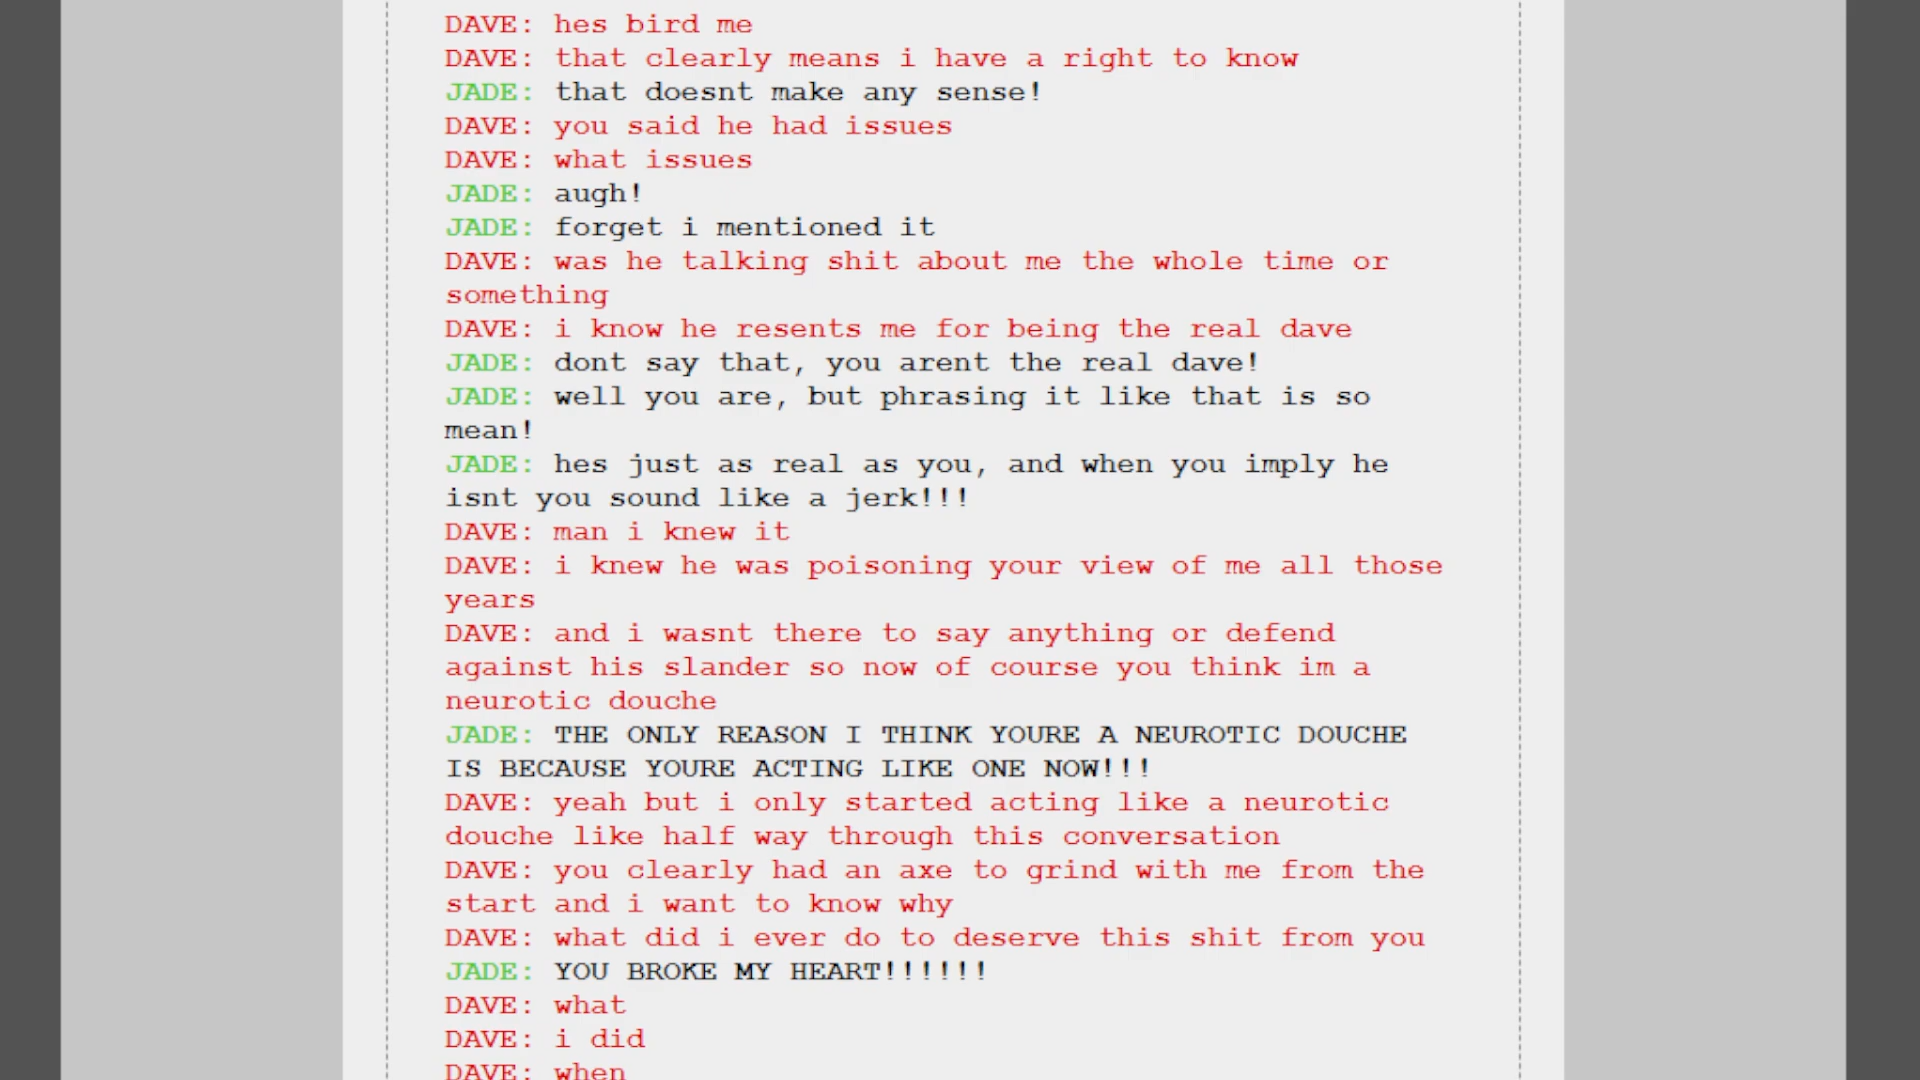 DAVE: hes bird me
DAVE: that clearly means i have a right to know
JADE: that doesnt make any sense!
DAVE: you said he had issues
DAVE: what issues
JADE: augh!
JADE: forget i mentioned it
DAVE: was he talking shit about me the whole time or
something
DAVE: i know he resents me for being the real dave
JADE: dont say that, you arent the real dave!
JADE: well you are, but phrasing it like that is so
mean!
JADE: hes just as real as you, and when you imply he
isnt you sound like a jerk!!!
DAVE: man i knew it
DAVE: i knew he was poisoning your view of me all those
years
DAVE: and i wasnt there to say anything or defend
against his slander so now of course you think im a
neurotic douche
JADE: THE ONLY REASON I THINK YOURE A NEUROTIC DOUCHE
IS BECAUSE YOURE ACTING LIKE ONE NOW!!!
DAVE: yeah but i only started acting like a neurotic
douche like half way through this conversation
DAVE: you clearly had an axe to grind with me from the
start and i want to know why
DAVE: what did i ever do to deserve this shit from you
JADE: YOU BROKE MY HEART!!!!!!
DAVE: what
DAVE: i did
DAVE: when